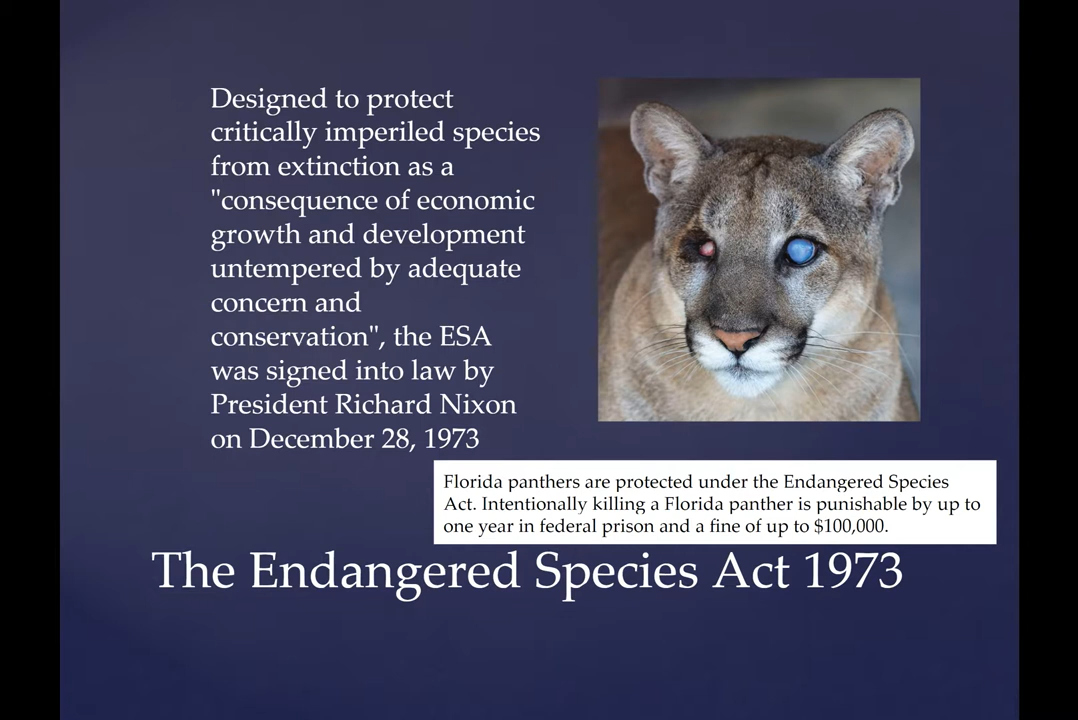 Designed to protect
critically imperiled species
from extinction as a
"consequence of economic
growth and development
untempered by adequate
concern and
conservation", the ESA
was signed into law by
President Richard Nixon
on December 28, 1973
Florida panthers are protected under the Endangered Species
Act. Intentionally killing a Florida panther is punishable by up to
one year in federal prison and a fine of up to $100,000.
The Endangered Species Act 1973